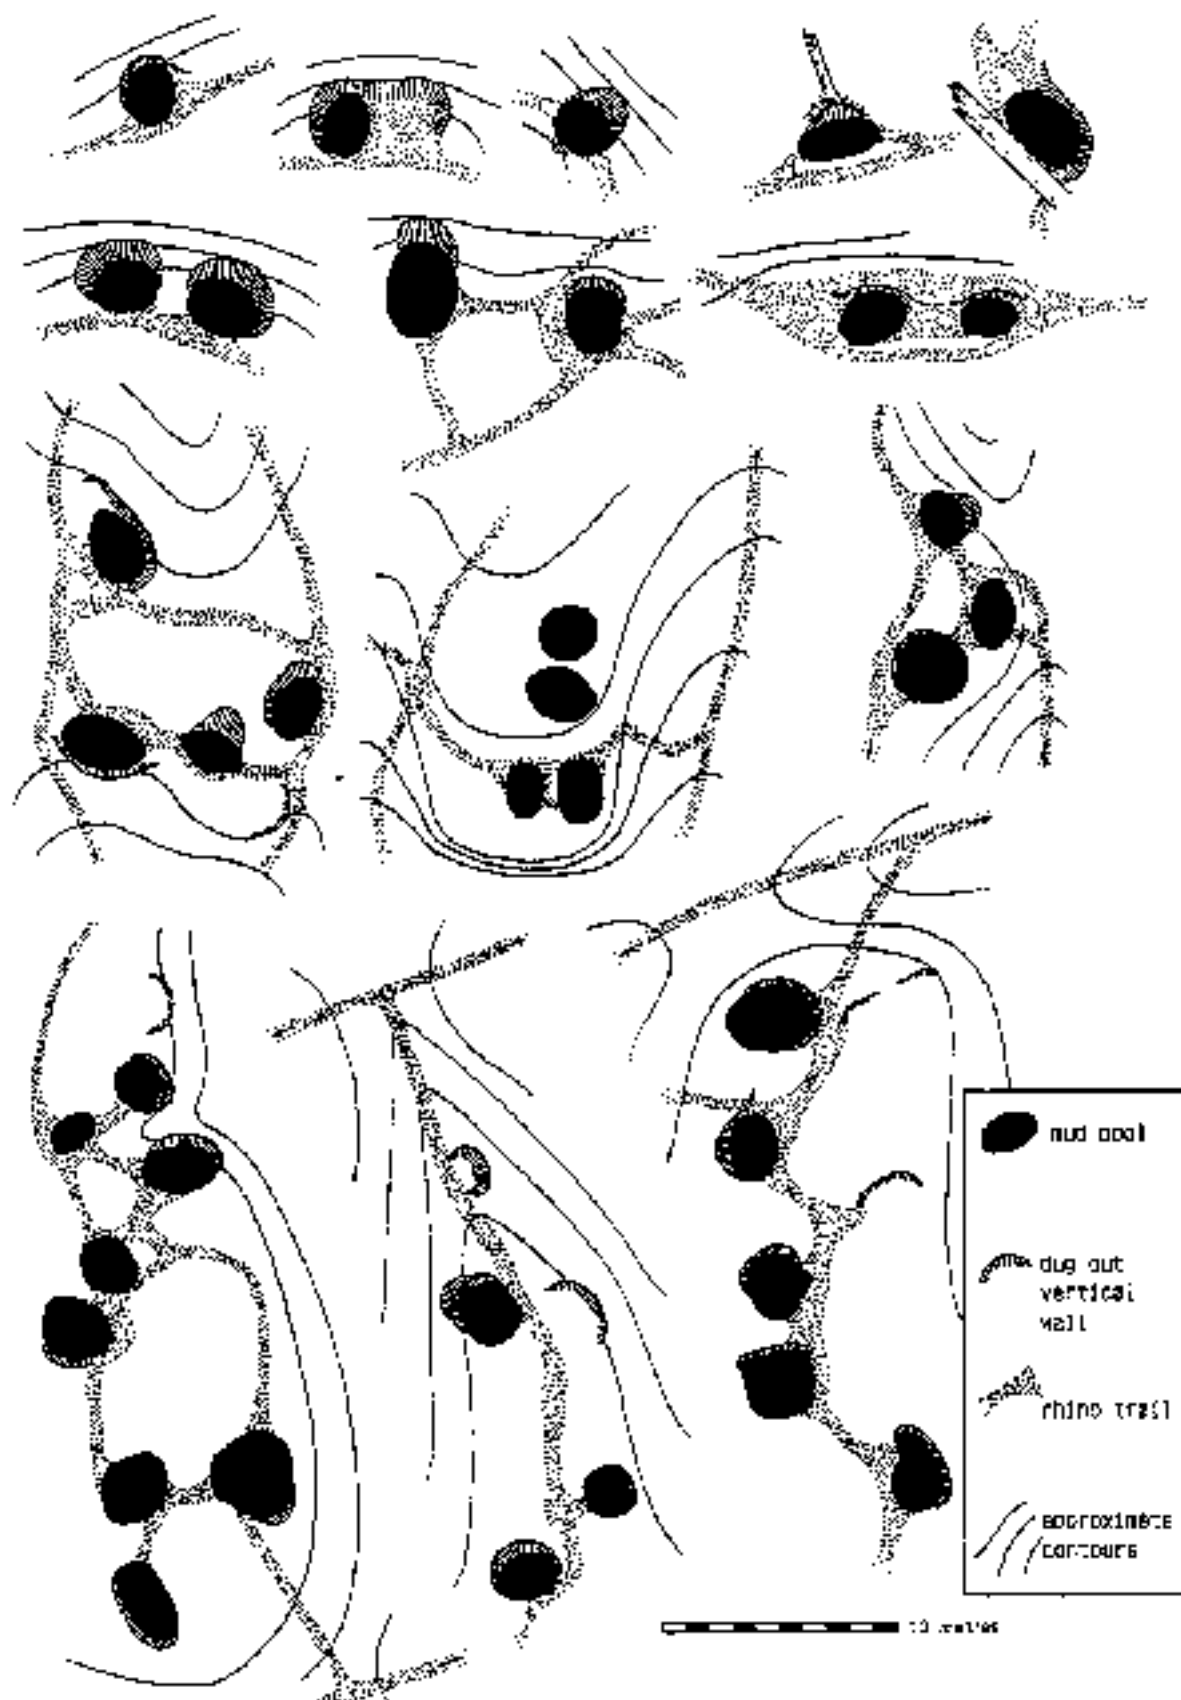 mud pool
dug out
vertical
wall
rhino trail
approximate
contours
10 metres